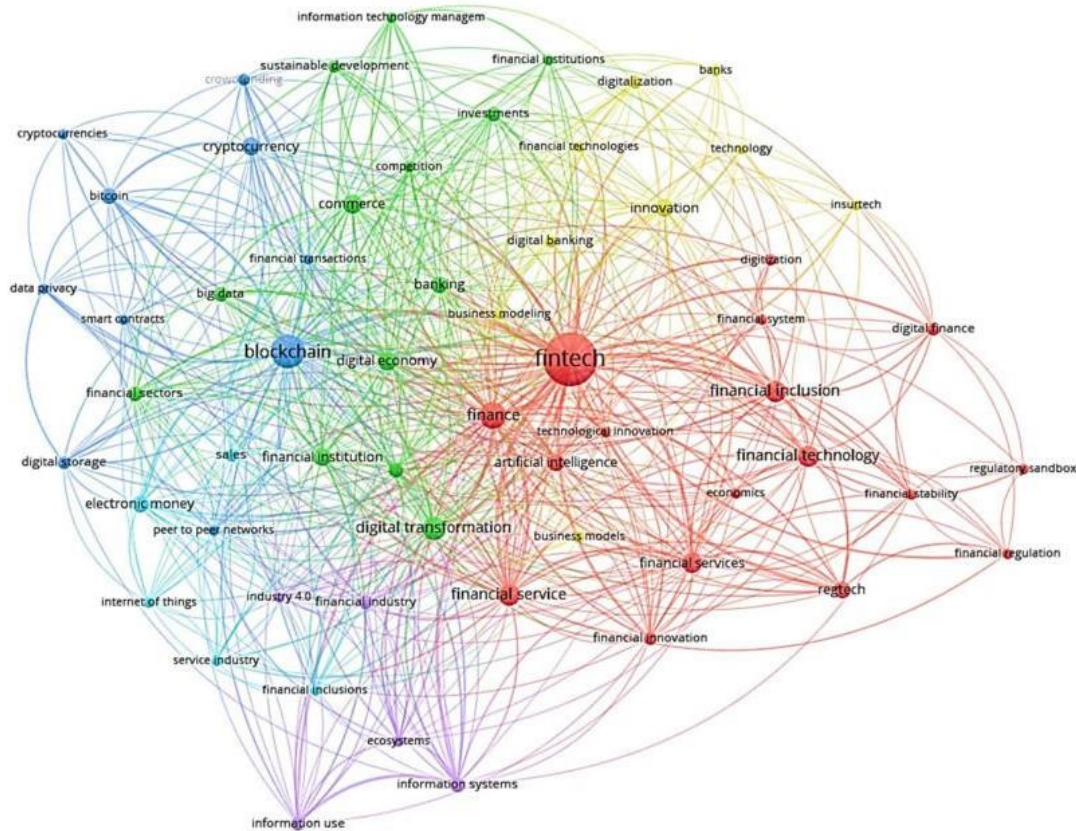 information technology managem
sustainable development
financial institutions
crowdfunding
digitalization
banks
cryptocurrencies
investments
cryptocurrency
financial technologies
technology
competition
bitcoin
commerce
innovation
insurtech
digital banking
financial transactions
digitization
data privacy
big data
banking
smart contracts
business modeling
financial system
digital finance
blockchain
digital economy
fintech
financial sectors
financial inclusion
finance
technological innovation
digital storage
sales
financial institution
artificial intelligence
financial technology
regulatory sandbox
electronic money
economics
financial stability
peer to peer networks
digital transformation
business models
financial regulation
financial services
internet of things
industry 4.0
financial industry
financial service
regtech
financial innovation
service industry
financial inclusions
ecosystems
information systems
information use